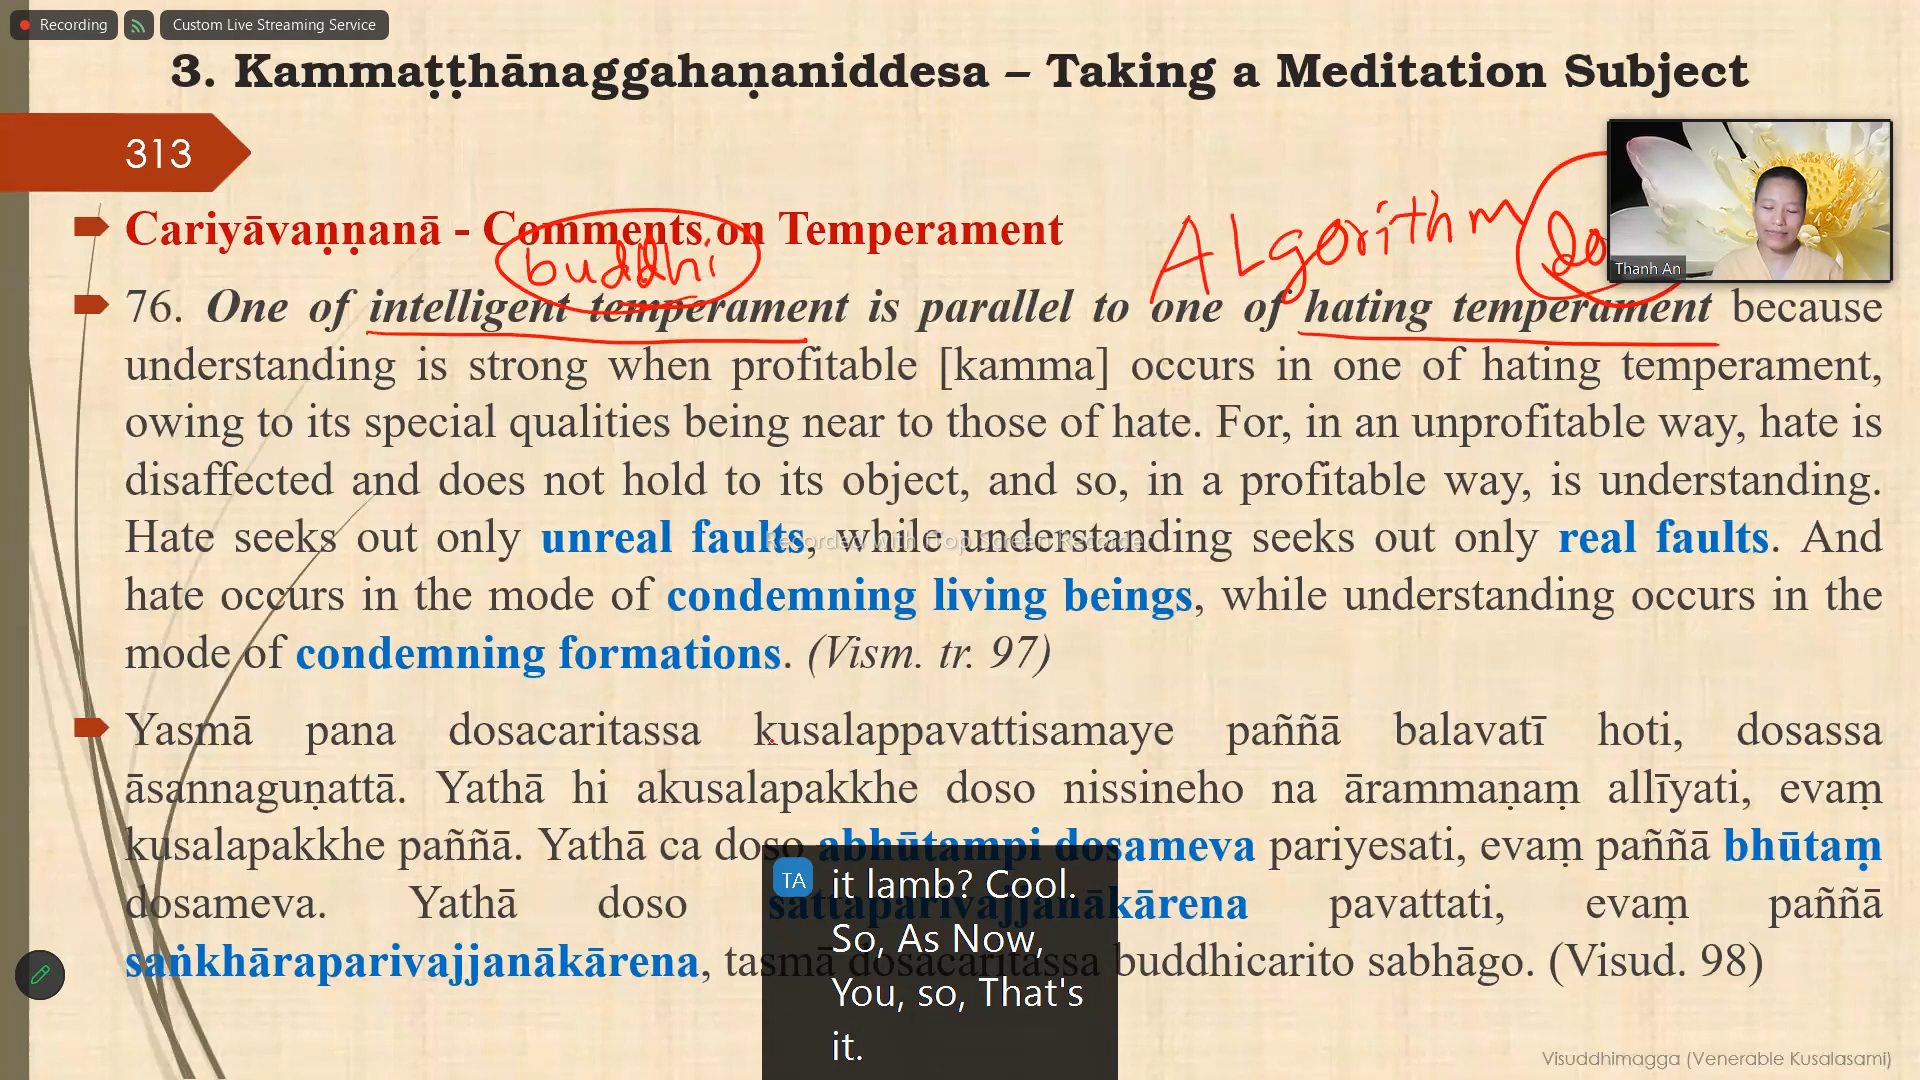 Recording
Custom Live Streaming Service
3. Kammaṭṭhānaggahaṇaniddesa – Taking a Meditation Subject
313
Thanh An
Cariyāvaṇṇanā - Comments on Temperament
buddhi
ALgorithm
76. One of intelligent temperament is parallel to one of hating temperament because
understanding is strong when profitable [kamma] occurs in one of hating temperament,
owing to its special qualities being near to those of hate. For, in an unprofitable way, hate is
disaffected and does not hold to its object, and so, in a profitable way, is understanding.
Hate seeks out only unreal faults, while understanding seeks out only real faults. And
hate occurs in the mode of condemning living beings, while understanding occurs in the
mode of condemning formations. (Vism. tr. 97)
Yasmā pana dosacaritassa kusalappavattisamaye paññā balavatī hoti, dosassa
āsannaguṇattā. Yathā hi akusalapakkhe doso nissineho na ārammaṇaṃ allīyati, evaṃ
kusalapakkhe paññā. Yathā ca doso abhūtampi dosameva pariyesati, evaṃ paññā bhūtaṃ
dosameva. Yathā doso sattaparivajjanākārena pavattati, evaṃ paññā
saṅkhāraparivajjanākārena, tasmā dosacaritassa buddhicarito sabhāgo. (Visud. 98)
TA
it lamb? Cool.
So, As Now,
You, so, That's
it.
Visuddhimagga (Venerable Kusalasami)